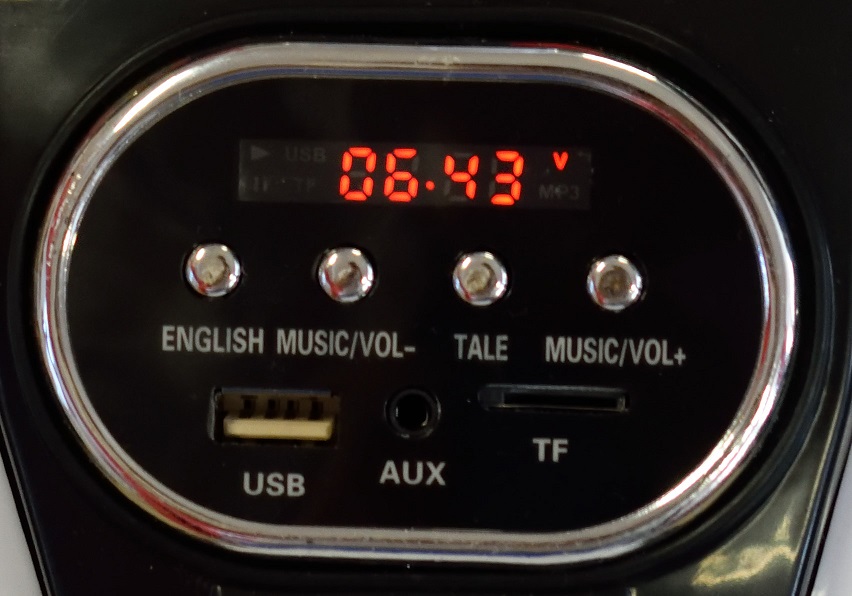 USB
06.43 V
MP3
ENGLISH MUSIC/VOL- TALE MUSIC/VOL+
USB AUX TF